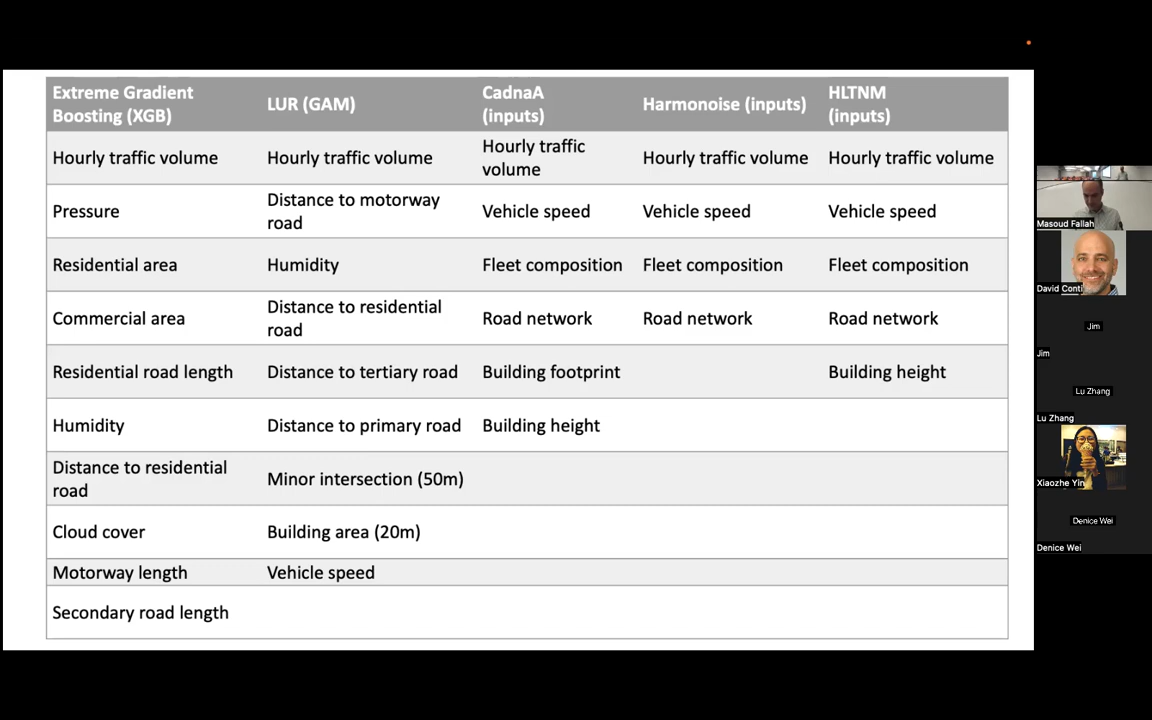 Extreme Gradient
Boosting (XGB)
LUR (GAM)
CadnaA
(inputs)
Harmonoise (inputs)
HLTNM
(inputs)
Hourly traffic volume
Hourly traffic volume
Hourly traffic
volume
Hourly traffic volume
Hourly traffic volume
Pressure
Distance to motorway
road
Vehicle speed
Vehicle speed
Vehicle speed
Residential area
Humidity
Fleet composition
Fleet composition
Fleet composition
Commercial area
Distance to residential
road
Road network
Road network
Road network
Residential road length
Distance to tertiary road
Building footprint
Building height
Humidity
Distance to primary road
Building height
Distance to residential
road
Minor intersection (50m)
Cloud cover
Building area (20m)
Motorway length
Vehicle speed
Secondary road length
Masoud Fallah
David Conti
Jim
Jim
Lu Zhang
Lu Zhang
Xiaozhe Yin
Denice Wei
Denice Wei